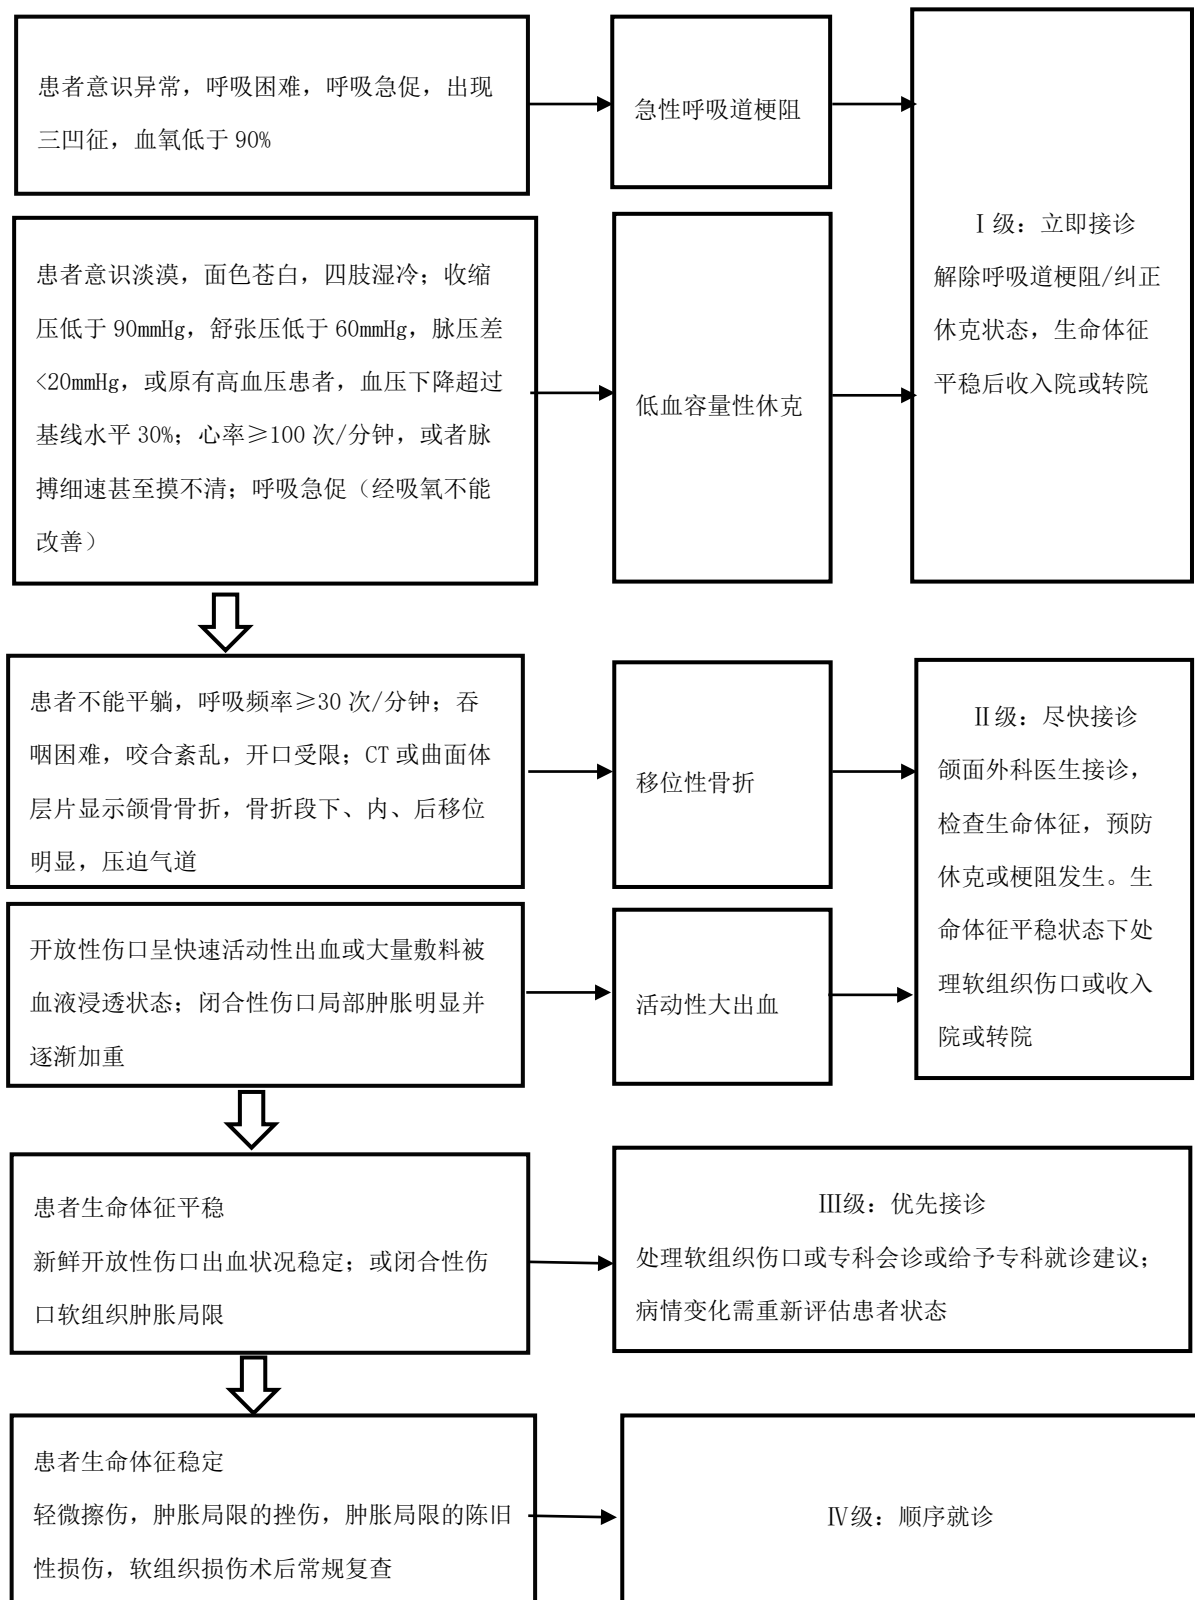 患者意识异常，呼吸困难，呼吸急促，出现
三凹征，血氧低于 90%
急性呼吸道梗阻
患者意识淡漠，面色苍白，四肢湿冷；收缩
压低于 90mmHg，舒张压低于 60mmHg，脉压差
<20mmHg，或原有高血压患者，血压下降超过
基线水平 30%；心率≥100 次/分钟，或者脉
搏细速甚至摸不清；呼吸急促（经吸氧不能
改善）
低血容量性休克
Ⅰ级：立即接诊
解除呼吸道梗阻/纠正
休克状态，生命体征
平稳后收入院或转院
患者不能平躺，呼吸频率≥30 次/分钟；吞
咽困难，咬合紊乱，开口受限；CT 或曲面体
层片显示颌骨骨折，骨折段下、内、后移位
明显，压迫气道
移位性骨折
开放性伤口呈快速活动性出血或大量敷料被
血液浸透状态；闭合性伤口局部肿胀明显并
逐渐加重
活动性大出血
Ⅱ级：尽快接诊
颌面外科医生接诊，
检查生命体征，预防
休克或梗阻发生。生
命体征平稳状态下处
理软组织伤口或收入
院或转院
患者生命体征平稳
新鲜开放性伤口出血状况稳定；或闭合性伤
口软组织肿胀局限
Ⅲ级：优先接诊
处理软组织伤口或专科会诊或给予专科就诊建议；
病情变化需重新评估患者状态
患者生命体征稳定
轻微擦伤，肿胀局限的挫伤，肿胀局限的陈旧
性损伤，软组织损伤术后常规复查
Ⅳ级：顺序就诊